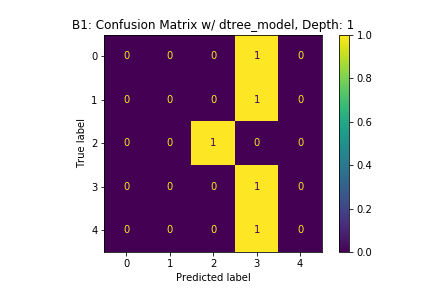 B1: Confusion Matrix w/ dtree_model, Depth: 1
True label
0 0 0 0 1 0
1 0 0 0 1 0
2 0 0 1 0 0
3 0 0 0 1 0
4 0 0 0 1 0
0 1 2 3 4
Predicted label
1.0
0.8
0.6
0.4
0.2
0.0